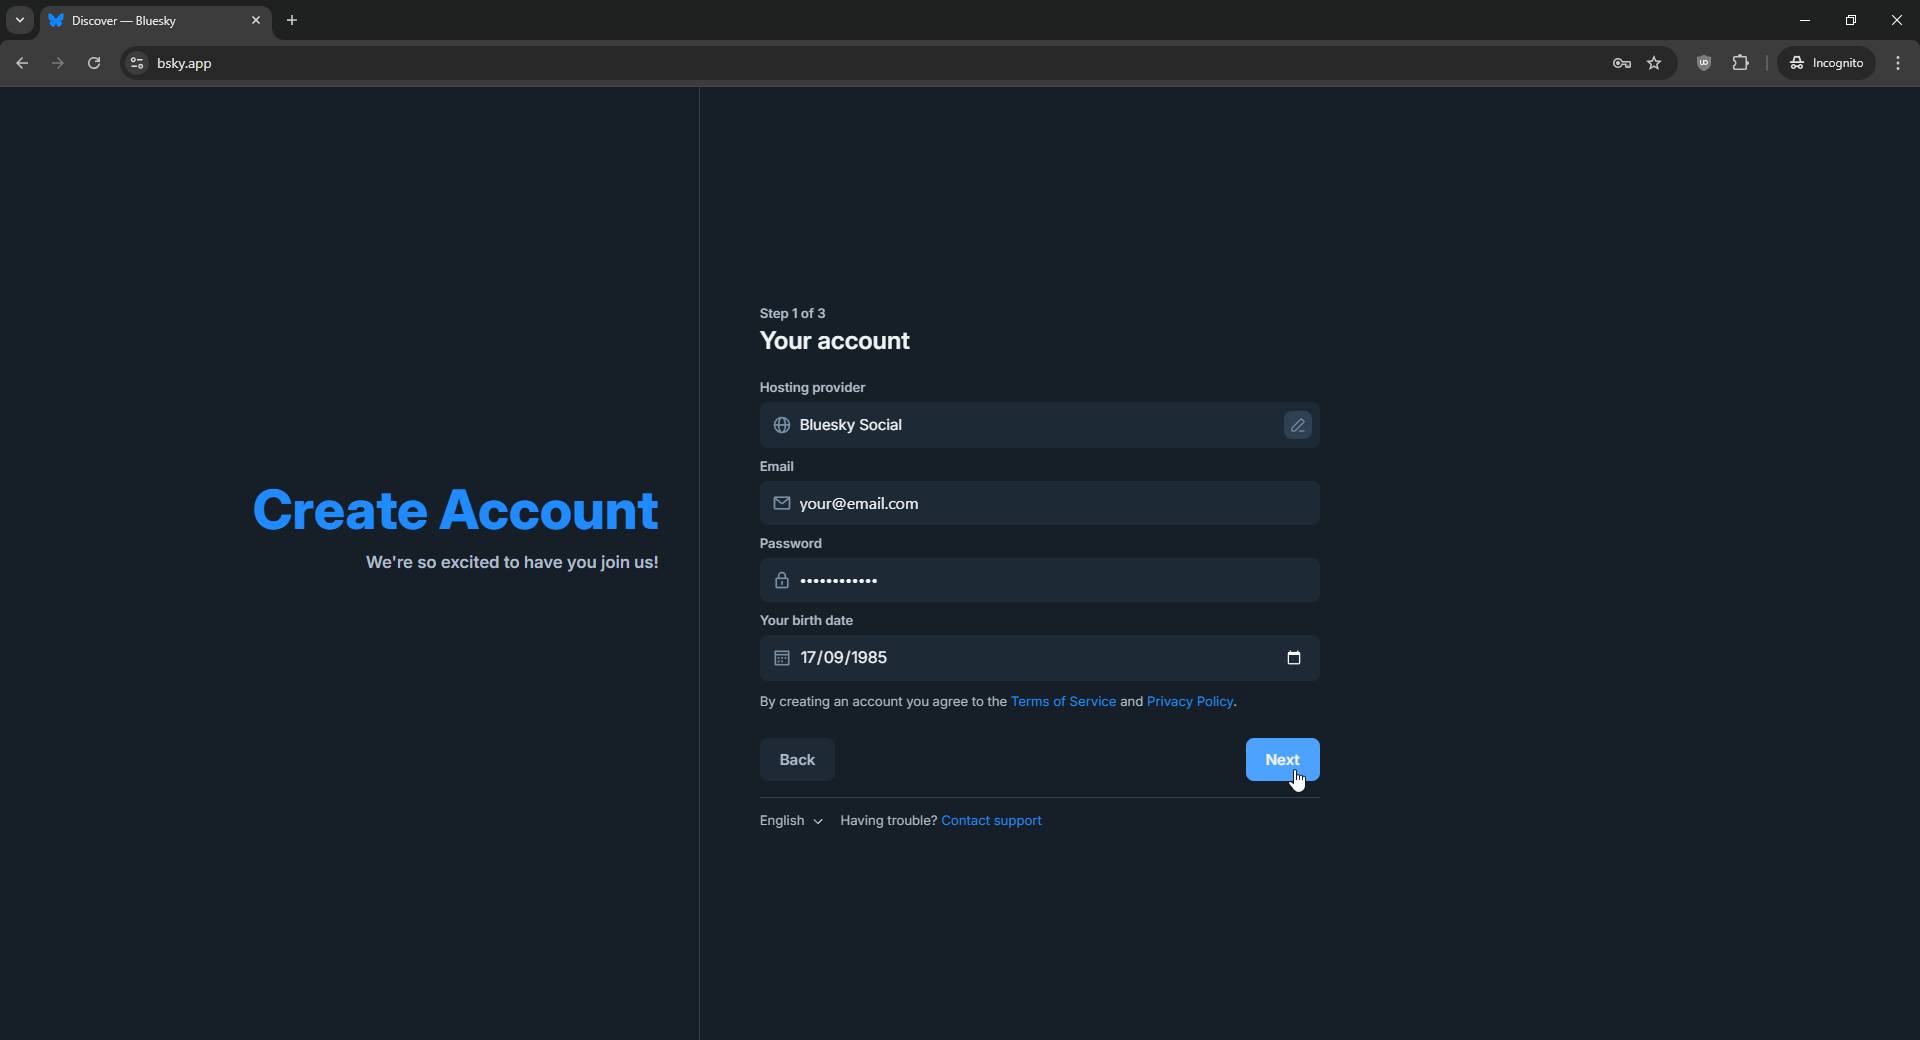 Discover — Bluesky
bsky.app
Incognito
Step 1 of 3
Your account
Hosting provider
Bluesky Social
Email
your@email.com
Create Account
We're so excited to have you join us!
Password
••••••••••••
Your birth date
17/09/1985
By creating an account you agree to the Terms of Service and Privacy Policy.
Back
Next
English
Having trouble? Contact support